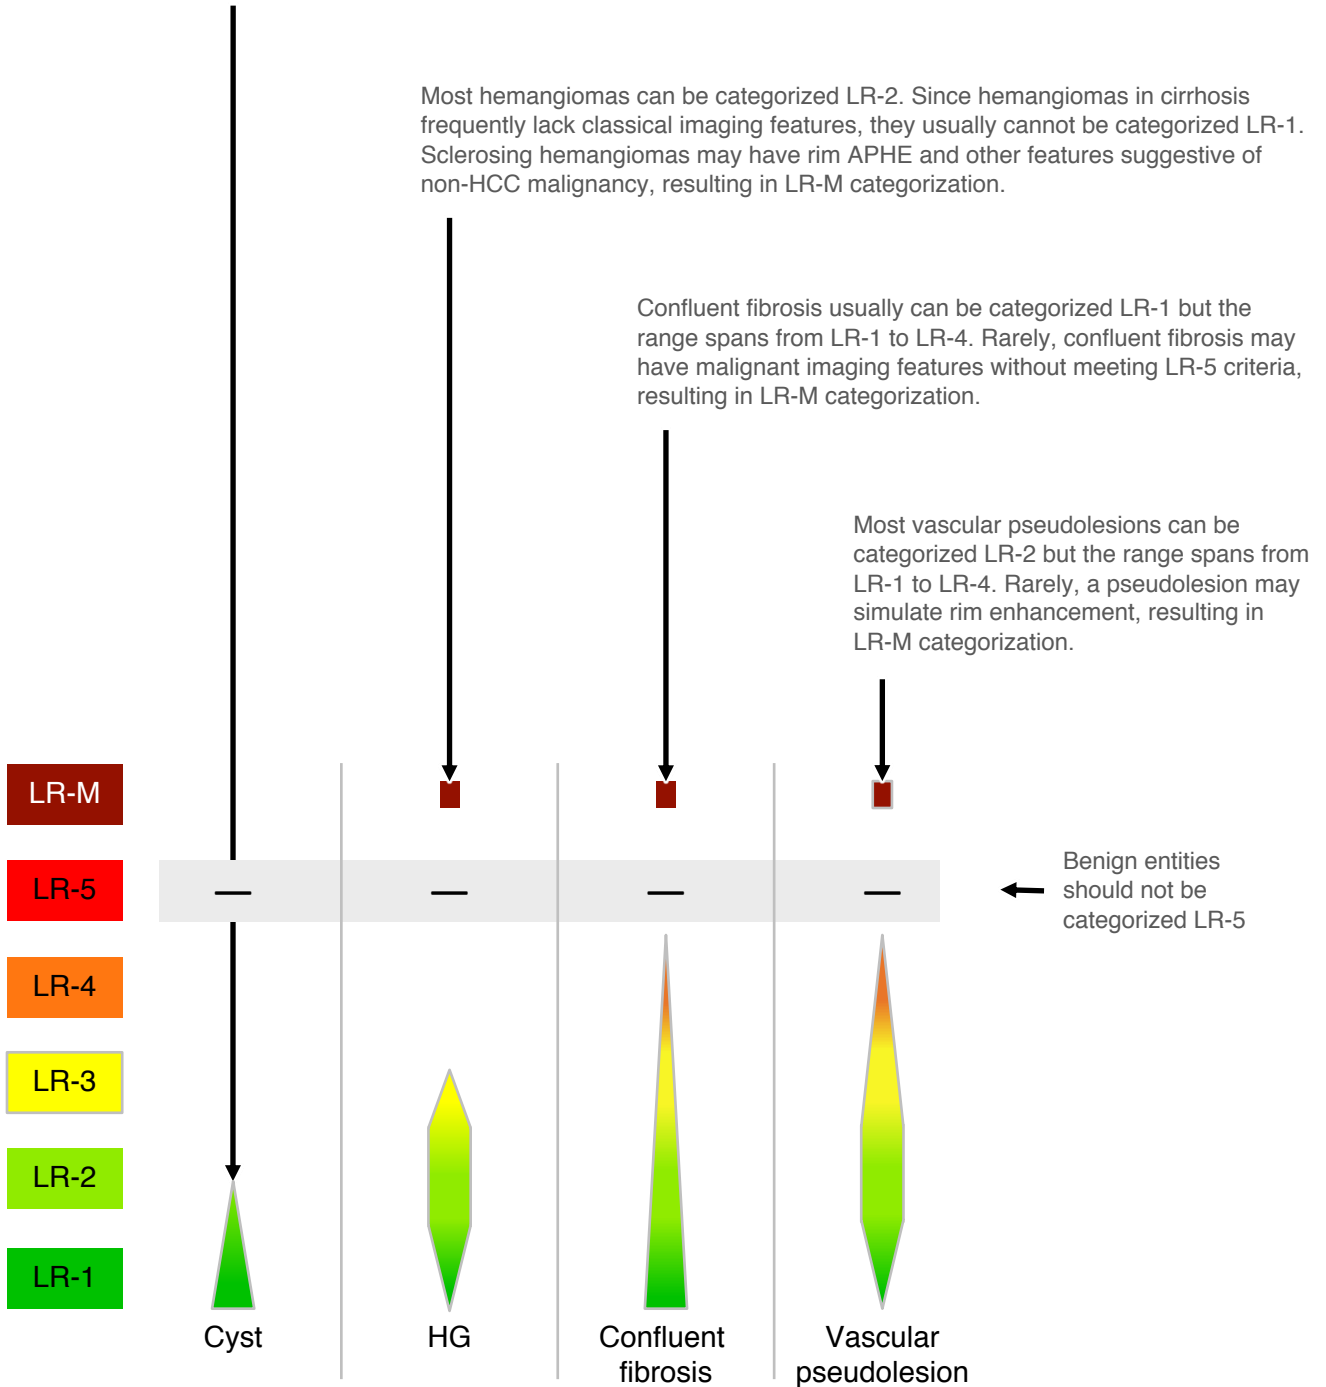 Most hemangiomas can be categorized LR-2. Since hemangiomas in cirrhosis
frequently lack classical imaging features, they usually cannot be categorized LR-1.
Sclerosing hemangiomas may have rim APHE and other features suggestive of
non-HCC malignancy, resulting in LR-M categorization.
Confluent fibrosis usually can be categorized LR-1 but the
range spans from LR-1 to LR-4. Rarely, confluent fibrosis may
have malignant imaging features without meeting LR-5 criteria,
resulting in LR-M categorization.
Most vascular pseudolesions can be
categorized LR-2 but the range spans from
LR-1 to LR-4. Rarely, a pseudolesion may
simulate rim enhancement, resulting in
LR-M categorization.
LR-M
LR-5
— — — —
Benign entities
should not be
categorized LR-5
LR-4
LR-3
LR-2
LR-1
Cyst
HG
Confluent
fibrosis
Vascular
pseudolesion